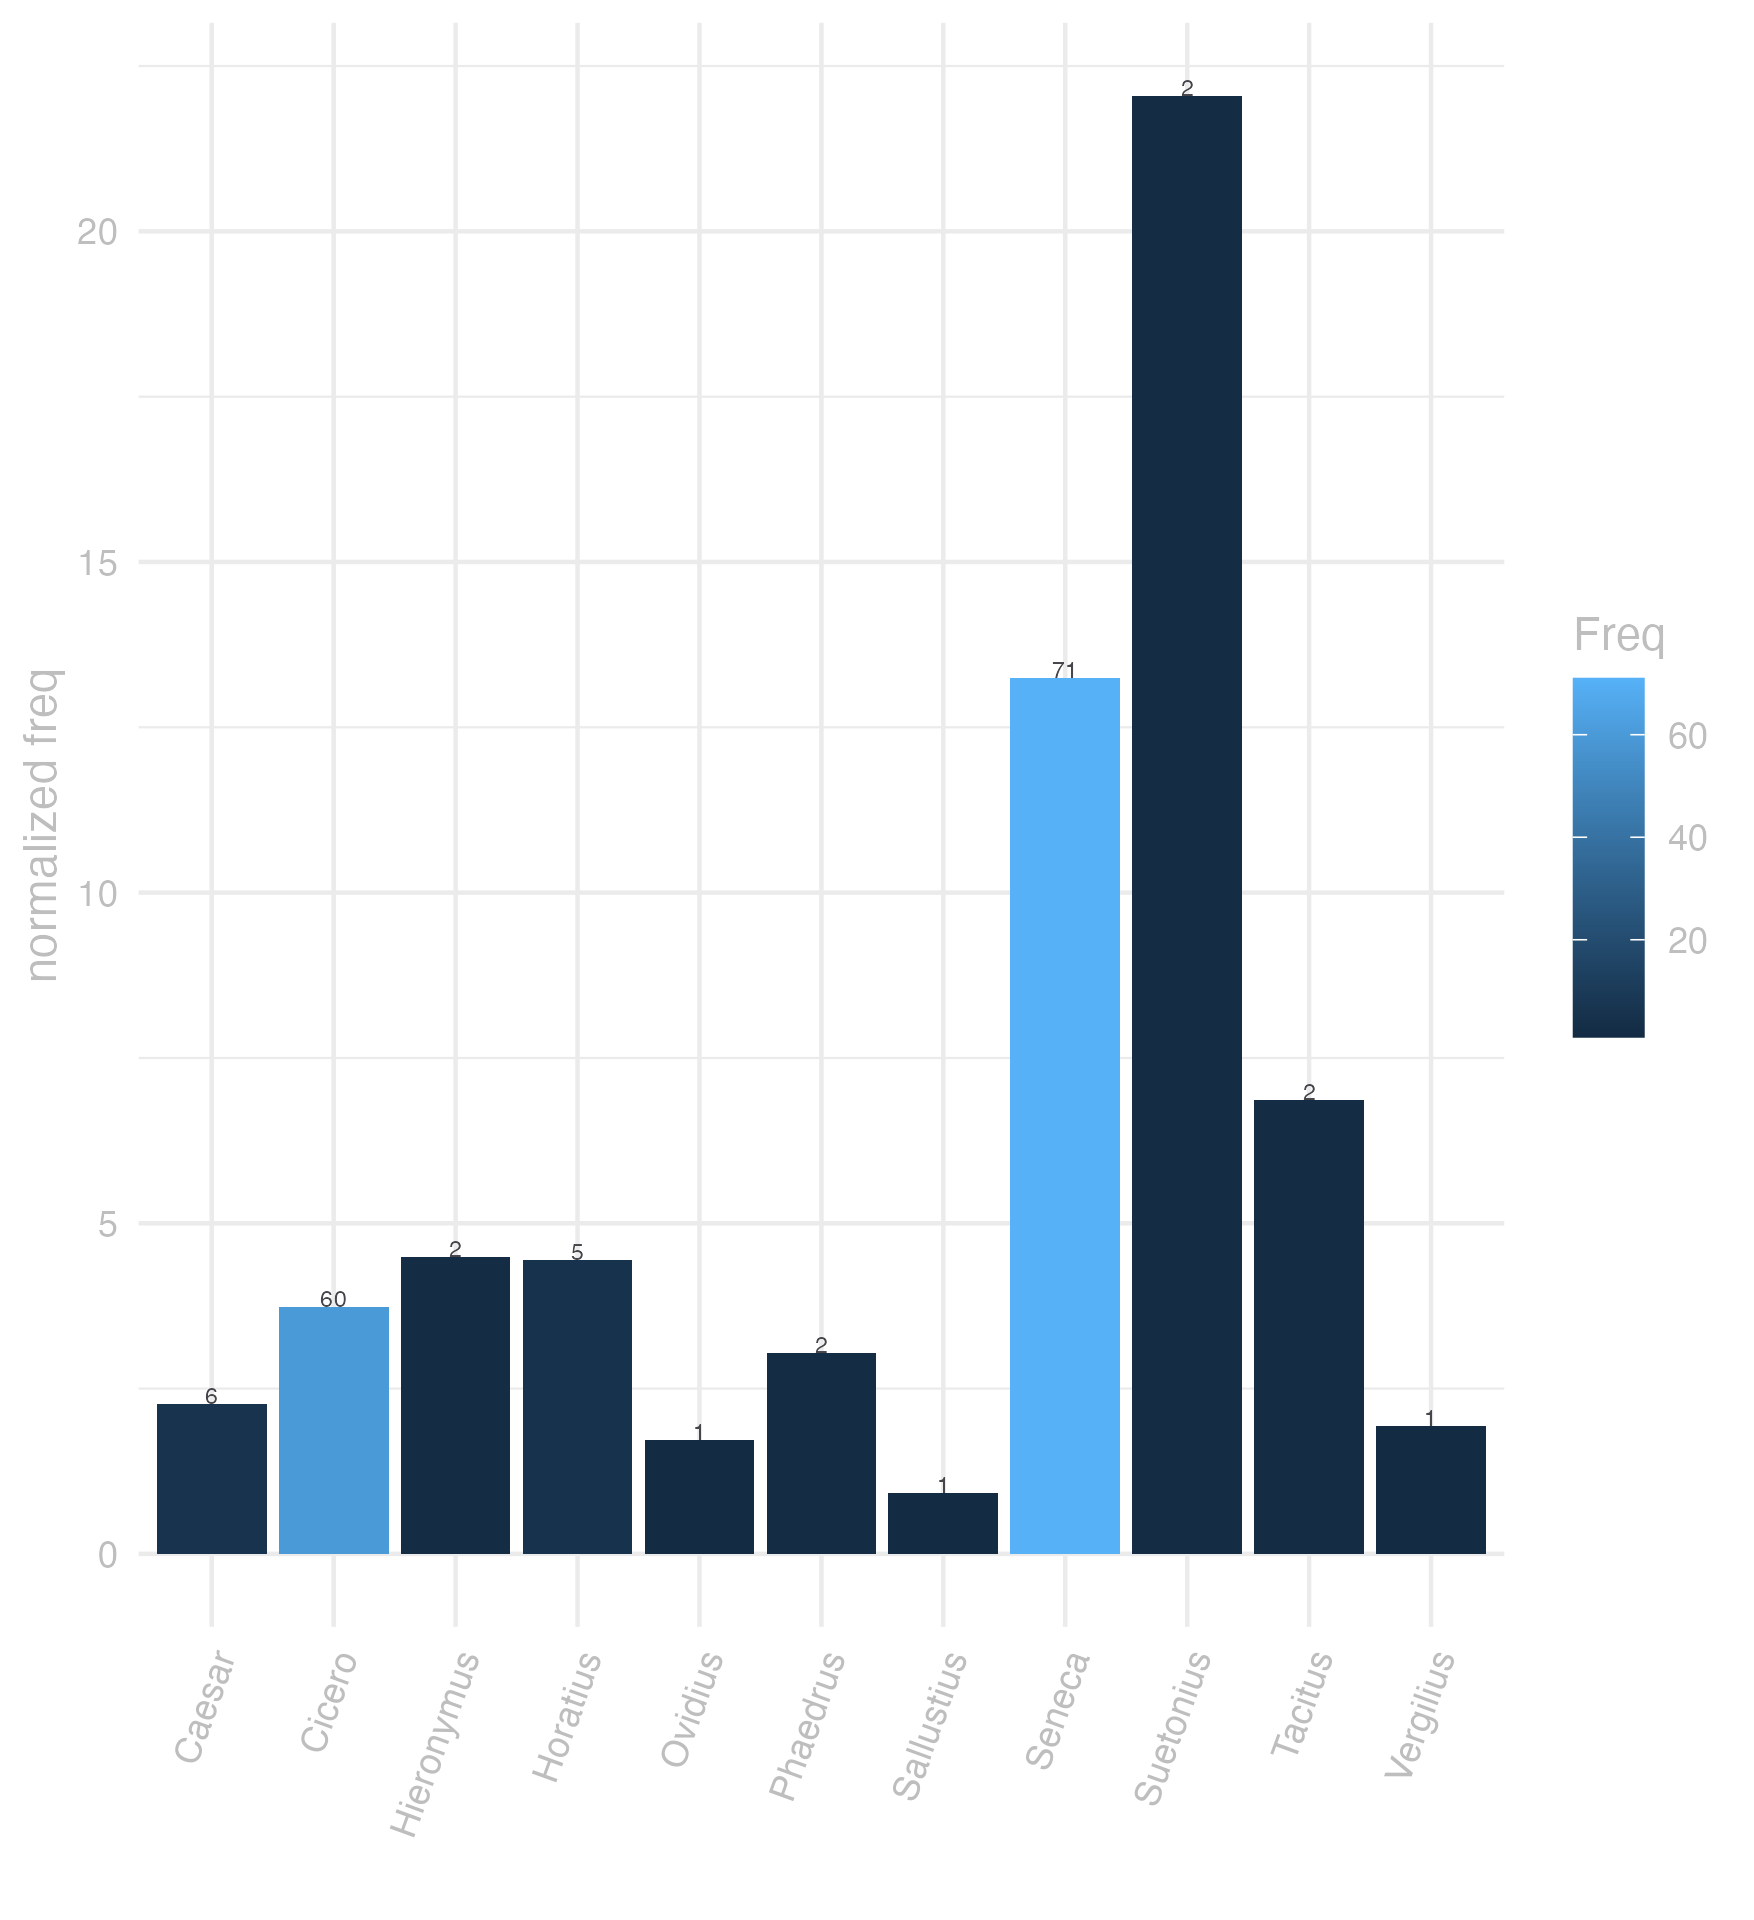 normalized freq
20
15
10
5
0
6
60
2
5
1
2
1
71
2
2
1
Caesar
Cicero
Hieronymus
Horatius
Ovidius
Phaedrus
Sallustius
Seneca
Suetonius
Tacitus
Vergilius
Freq
60
40
20